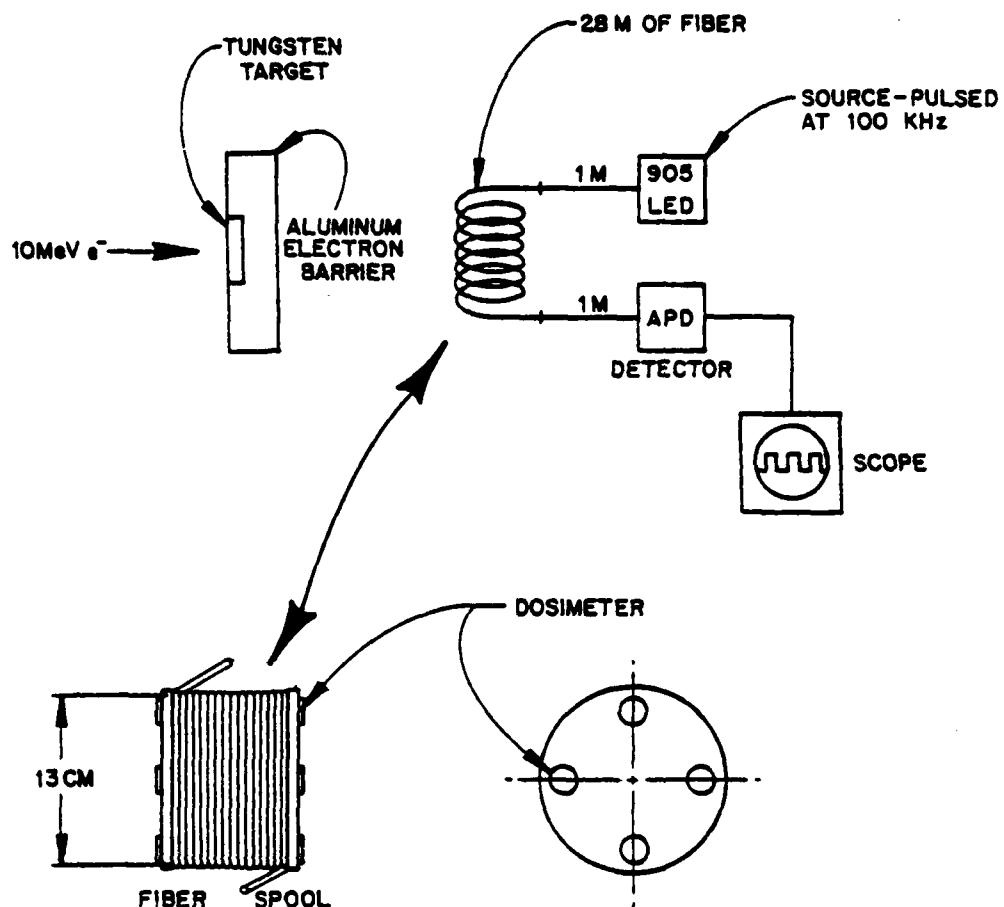 TUNGSTEN
TARGET
28 M OF FIBER
SOURCE-PULSED
AT 100 KHz
1 M
905
LED
10MeV e⁻
ALUMINUM
ELECTRON
BARRIER
1 M
APD
DETECTOR
SCOPE
DOSIMETER
13 CM
FIBER SPOOL